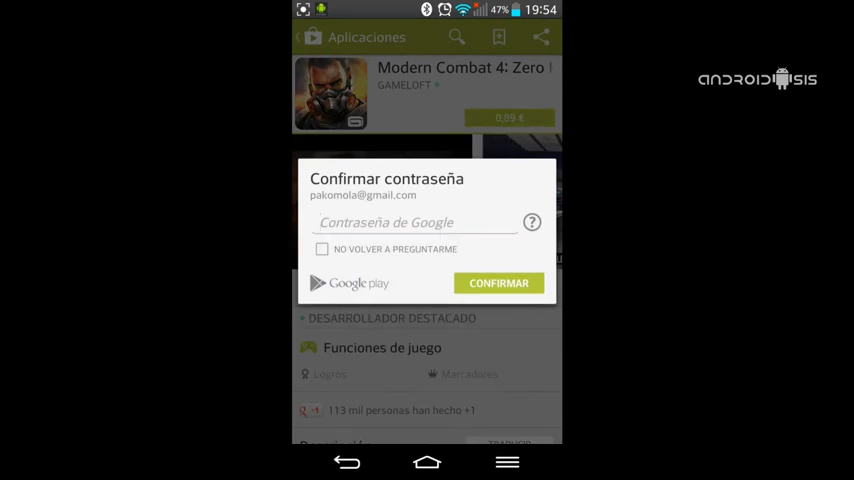 47% 19:54
Aplicaciones
Modern Combat 4: Zero
GAMELOFT
0,89 €
ANDROIDSIS
Confirmar contraseña
pakomola@gmail.com
Contraseña de Google
?
NO VOLVER A PREGUNTARME
Google play
CONFIRMAR
DESARROLLADOR DESTACADO
Funciones de juego
Logros
Marcadores
g +1
113 mil personas han hecho +1
TRADUCIR